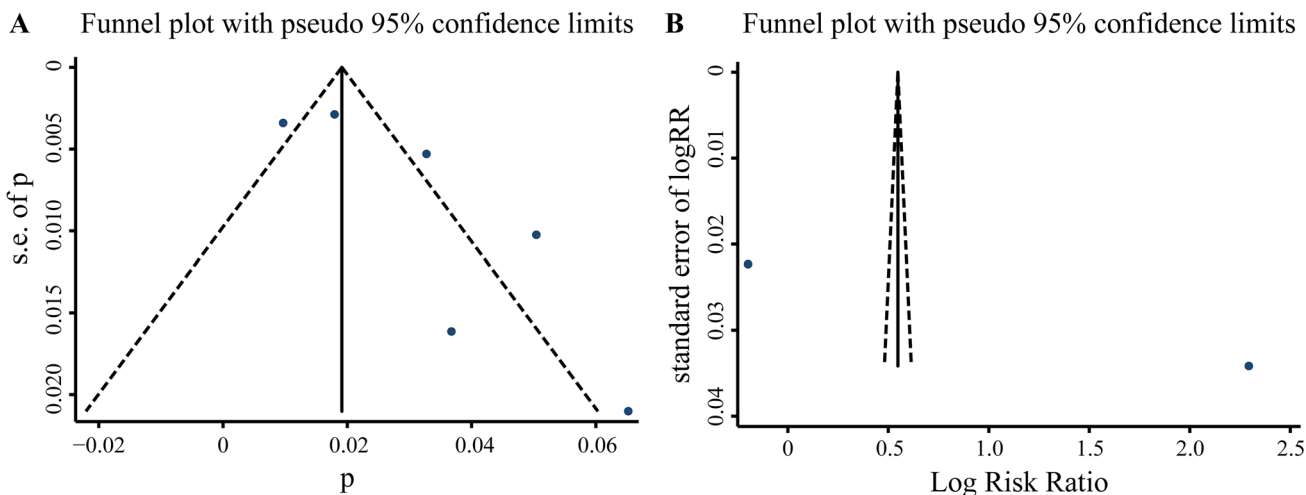 A Funnel plot with pseudo 95% confidence limits
s.e. of p
0
0.005
0.010
0.015
0.020
−0.02 0 0.02 0.04 0.06
p
B Funnel plot with pseudo 95% confidence limits
standard error of logRR
0
0.01
0.02
0.03
0.04
0 0.5 1.0 1.5 2.0 2.5
Log Risk Ratio